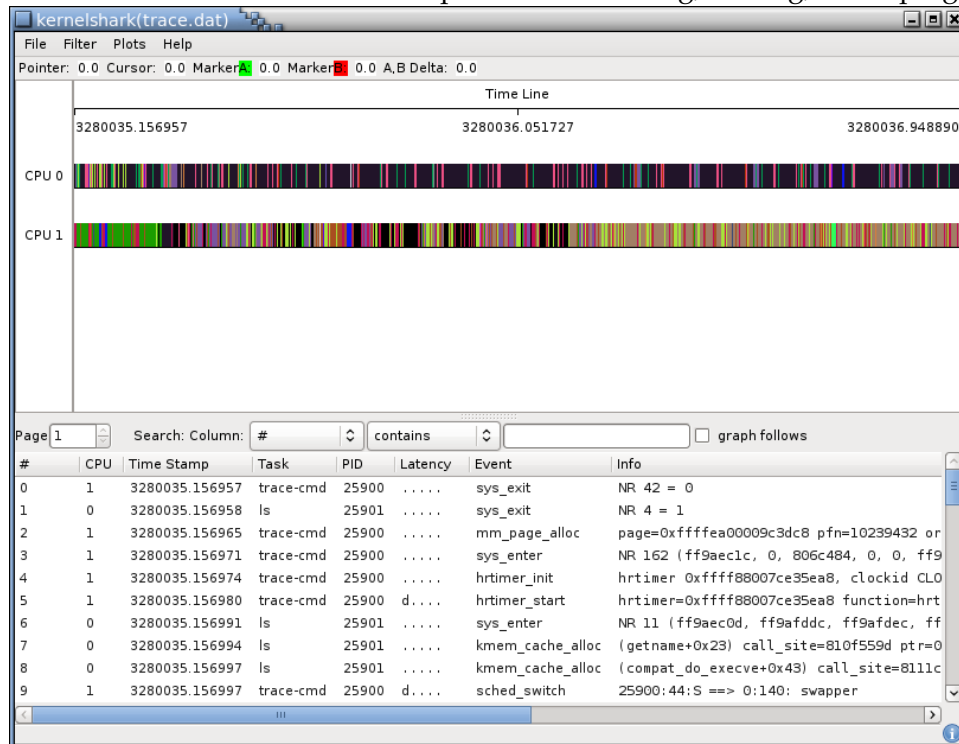 kernelshark(trace.dat)
File Filter Plots Help
Pointer: 0.0 Cursor: 0.0 MarkerA: 0.0 MarkerB: 0.0 A,B Delta: 0.0
Time Line
3280035.156957 3280036.051727 3280036.948890
CPU 0
CPU 1
Page 1 Search: Column: # contains graph follows
# CPU Time Stamp Task PID Latency Event Info
0 1 3280035.156957 trace-cmd 25900 ..... sys_exit NR 42 = 0
1 0 3280035.156958 ls 25901 ..... sys_exit NR 4 = 1
2 1 3280035.156965 trace-cmd 25900 ..... mm_page_alloc page=0xffffea00009c3dc8 pfn=10239432 or
3 1 3280035.156971 trace-cmd 25900 ..... sys_enter NR 162 (ff9aec1c, 0, 806c484, 0, 0, ff9
4 1 3280035.156974 trace-cmd 25900 ..... hrtimer_init hrtimer 0xffff88007ce35ea8, clockid CLO
5 1 3280035.156980 trace-cmd 25900 d.... hrtimer_start hrtimer=0xffff88007ce35ea8 function=hrt
6 0 3280035.156991 ls 25901 ..... sys_enter NR 11 (ff9aec0d, ff9afddc, ff9afdec, ff
7 0 3280035.156994 ls 25901 ..... kmem_cache_alloc (getname+0x23) call_site=810f559d ptr=0
8 0 3280035.156997 ls 25901 ..... kmem_cache_alloc (compat_do_execve+0x43) call_site=8111c
9 1 3280035.156997 trace-cmd 25900 d.... sched_switch 25900:44:S ==> 0:140: swapper